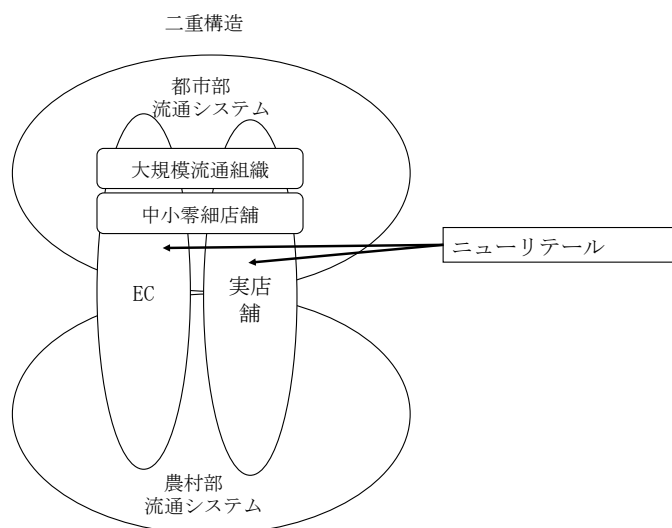 二重構造
都市部
流通システム
大規模流通組織
中小零細店舗
ニューリテール
EC
実店
舗
農村部
流通システム